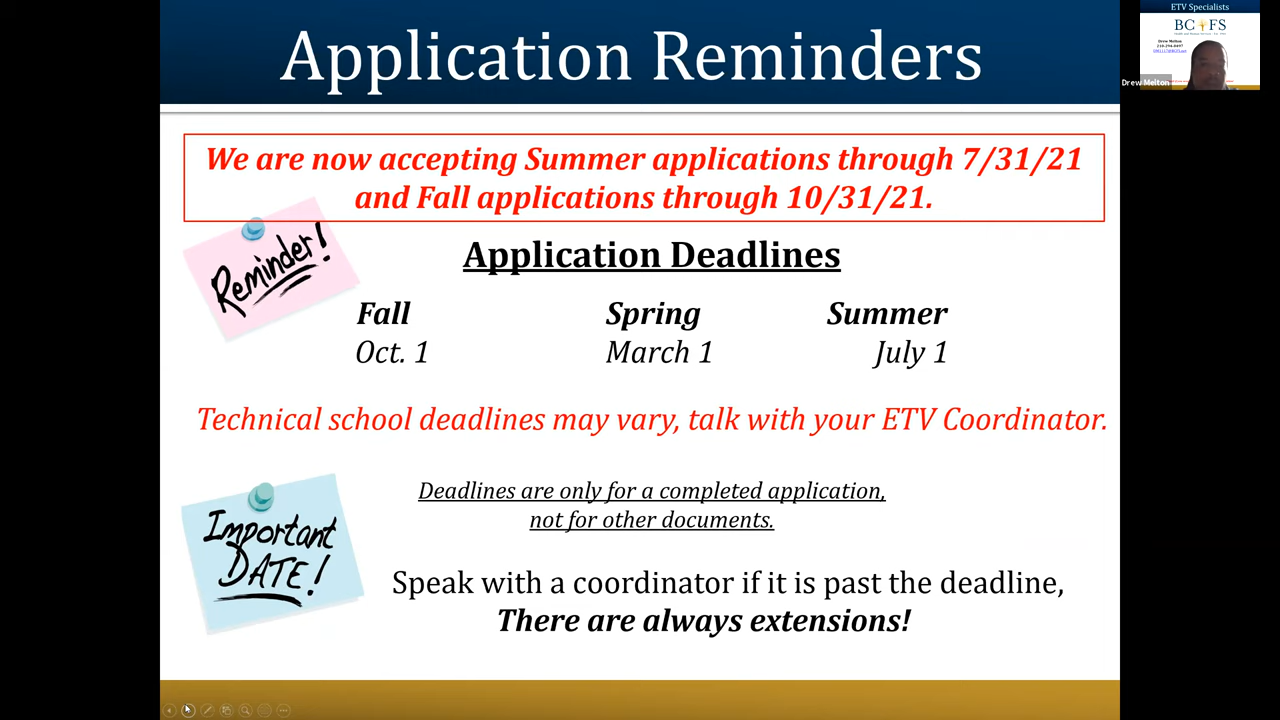 Application Reminders
We are now accepting Summer applications through 7/31/21
and Fall applications through 10/31/21.
Reminder!
Application Deadlines
Fall Spring Summer
Oct. 1 March 1 July 1
Technical school deadlines may vary, talk with your ETV Coordinator.
Important
DATE!
Deadlines are only for a completed application,
not for other documents.
Speak with a coordinator if it is past the deadline,
There are always extensions!
ETV Specialists
BCFS
Drew Melton
Drew Melton